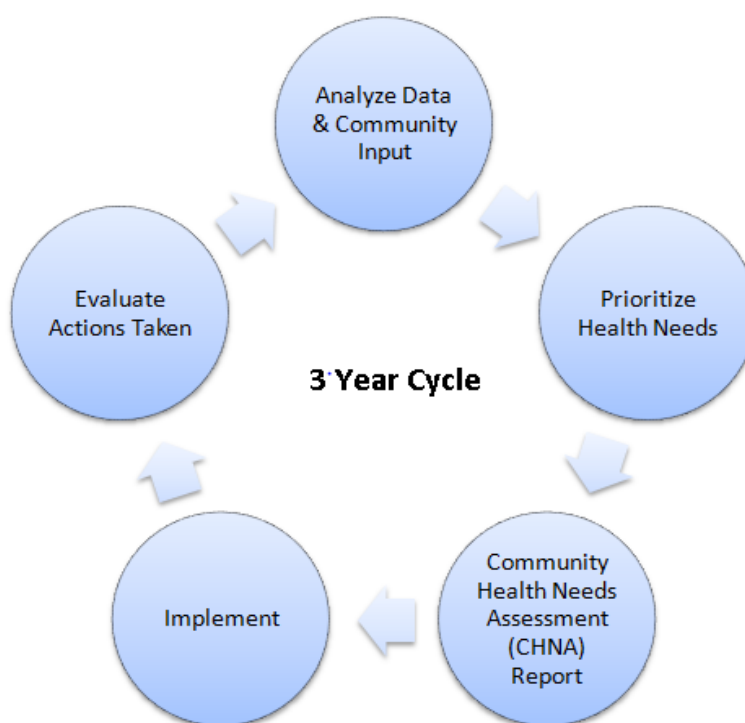 Analyze Data
& Community
Input
Prioritize
Health Needs
Community
Health Needs
Assessment
(CHNA)
Report
Implement
Evaluate
Actions Taken
3 Year Cycle